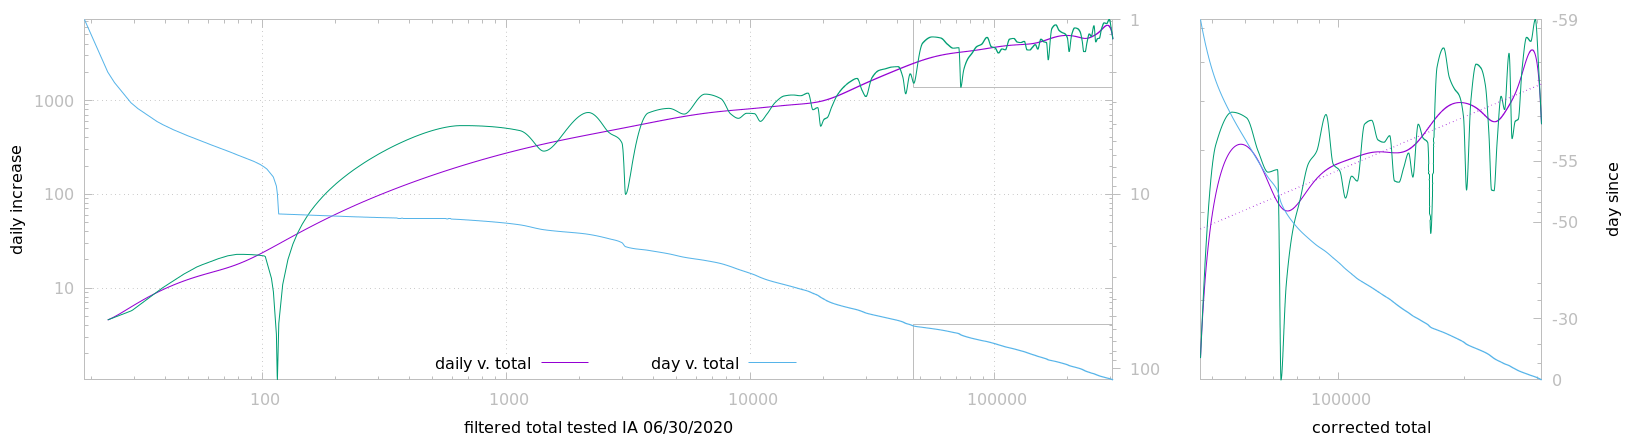 1000
100
10
daily increase
daily v. total
day v. total
100
1000
10000
100000
filtered total tested IA 06/30/2020
1
10
100
-59
-55
-50
-30
0
day since
100000
corrected total